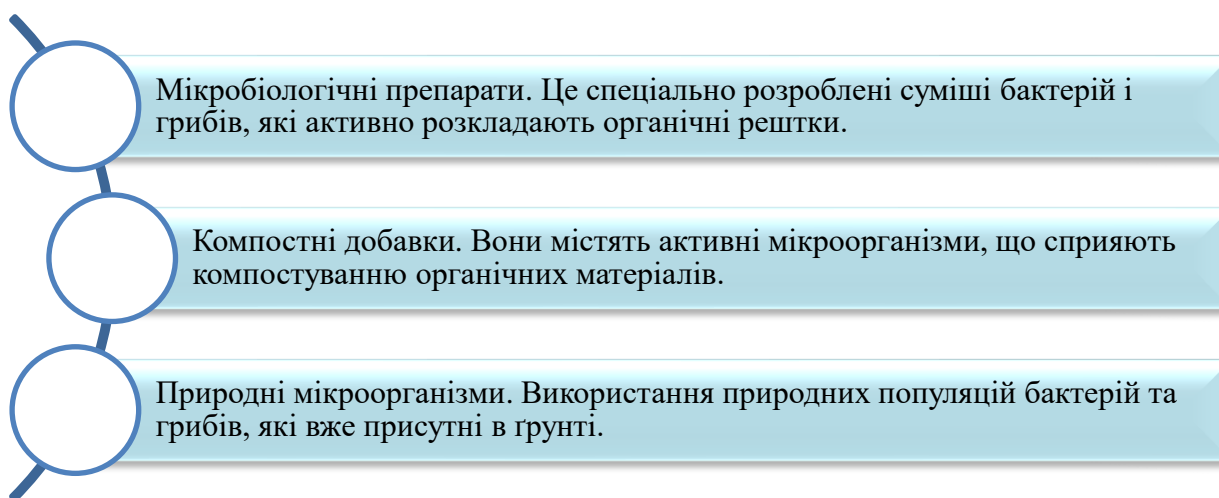 Мікробіологічні препарати. Це спеціально розроблені суміші бактерій і
грибів, які активно розкладають органічні рештки.
Компостні добавки. Вони містять активні мікроорганізми, що сприяють
компостуванню органічних матеріалів.
Природні мікроорганізми. Використання природних популяцій бактерій та
грибів, які вже присутні в ґрунті.